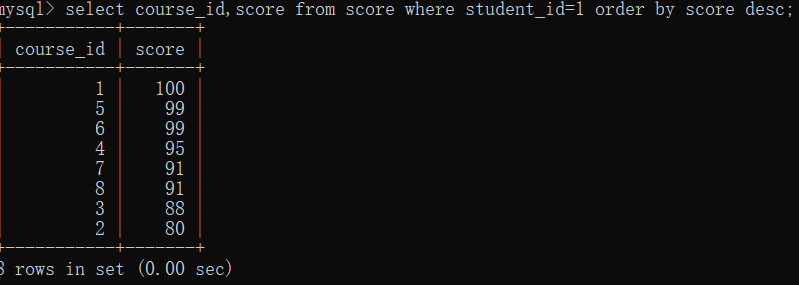 mysql> select course_id,score from score where student_id=1 order by score desc;
+-----------+-------+
| course_id | score |
+-----------+-------+
| 1 | 100 |
| 5 | 99 |
| 6 | 99 |
| 4 | 95 |
| 7 | 91 |
| 8 | 91 |
| 3 | 88 |
| 2 | 80 |
+-----------+-------+
8 rows in set (0.00 sec)